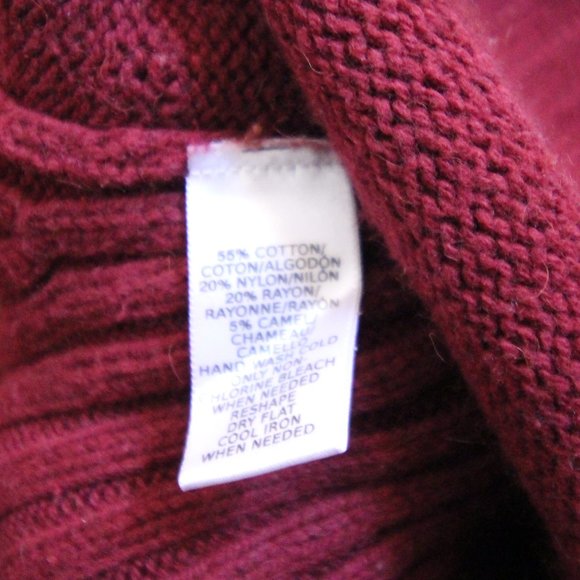 55% COTTON/
COTON/ALGODÓN
20% NYLON/NILÓN
20% RAYON/
RAYONNE/RAYÓN
5% CAMEL/
CHAMEAU/
CAMELLO
HAND WASH COLD
ONLY NON
CHLORINE BLEACH
WHEN NEEDED
RESHAPE
DRY FLAT
COOL IRON
WHEN NEEDED